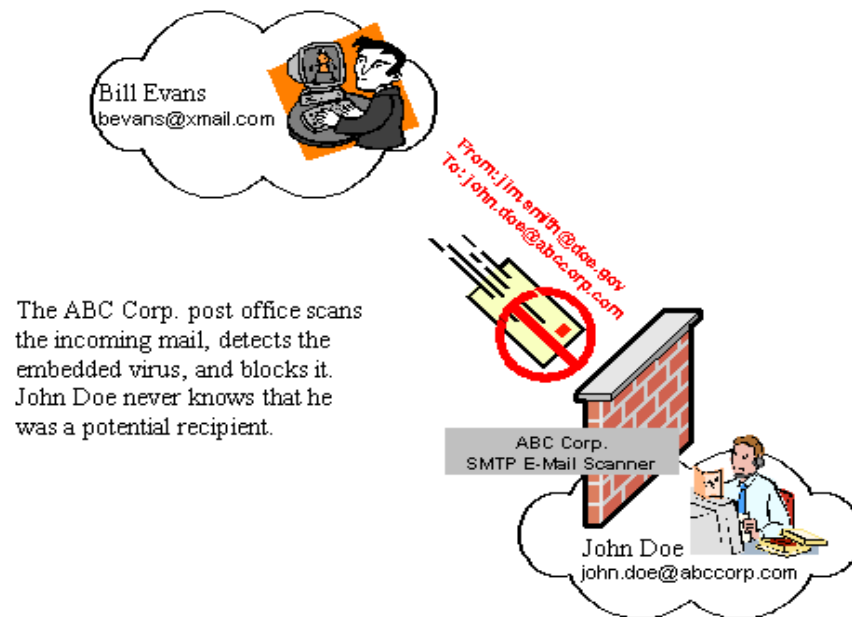 Bill Evans
bevans@xmail.com
From:jim.smith@doe.gov
To:john.doe@abccorp.com
The ABC Corp. post office scans
the incoming mail, detects the
embedded virus, and blocks it.
John Doe never knows that he
was a potential recipient.
ABC Corp.
SMTP E-Mail Scanner
John Doe
john.doe@abccorp.com